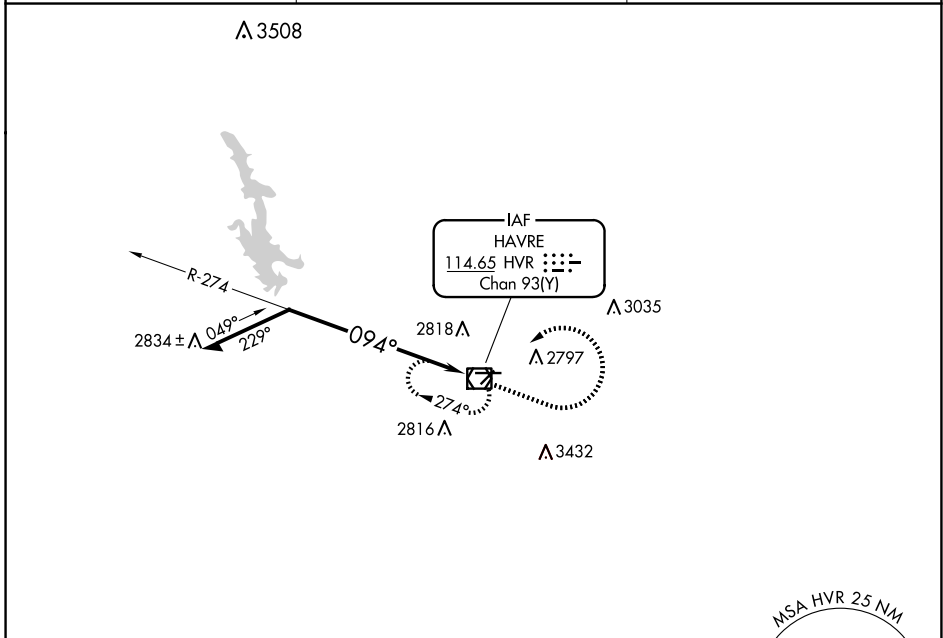 3508
IAF
HAVRE
114.65 HVR
Chan 93(Y)
R-274
3035
2834 ±
049°
229°
094°
2818
2797
274°
2816
3432
MSA HVR 25 NM